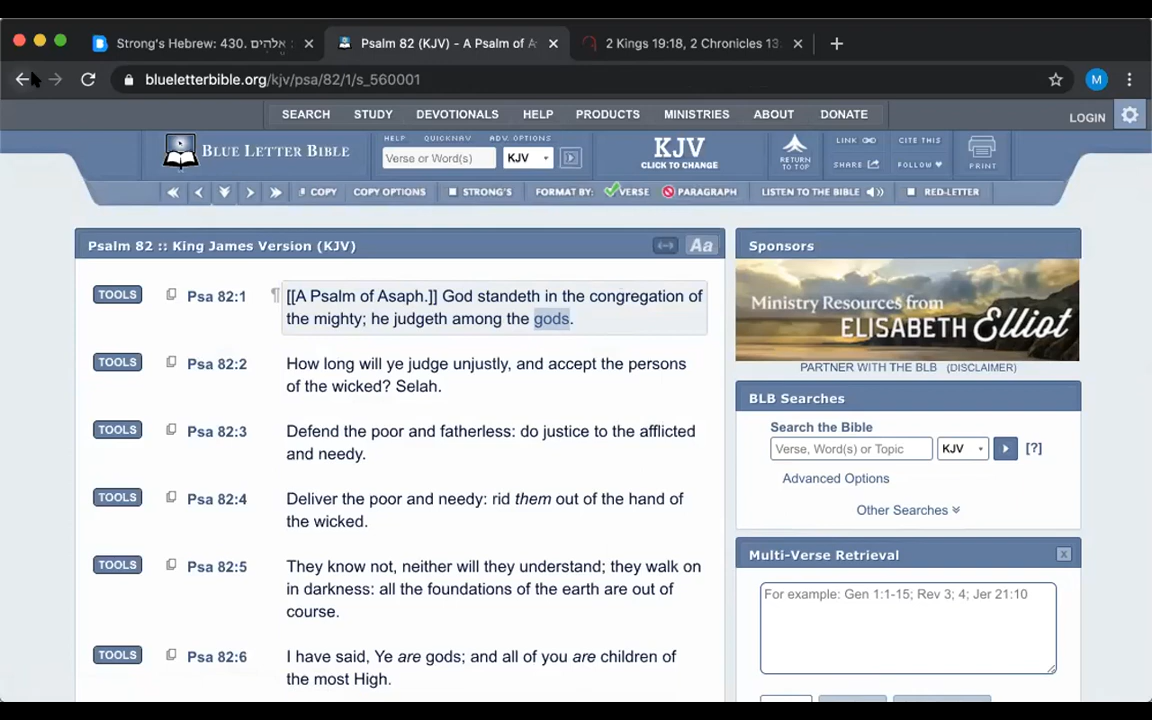 Strong's Hebrew: 430. אֱלֹהִים
Psalm 82 (KJV) - A Psalm of A
2 Kings 19:18, 2 Chronicles 13
blueletterbible.org/kjv/psa/82/1/s_560001
M
SEARCH STUDY DEVOTIONALS HELP PRODUCTS MINISTRIES ABOUT DONATE
LOGIN
BLUE LETTER BIBLE
HELP QUICKNAV ADV. OPTIONS
Verse or Word(s) KJV
KJV
CLICK TO CHANGE
RETURN
TO TOP
LINK CITE THIS
SHARE FOLLOW
PRINT
COPY COPY OPTIONS STRONG'S FORMAT BY: VERSE PARAGRAPH LISTEN TO THE BIBLE RED-LETTER
Psalm 82 :: King James Version (KJV)
Aa
TOOLS Psa 82:1 ¶ [[A Psalm of Asaph.]] God standeth in the congregation of
the mighty; he judgeth among the gods.
TOOLS Psa 82:2 How long will ye judge unjustly, and accept the persons
of the wicked? Selah.
TOOLS Psa 82:3 Defend the poor and fatherless: do justice to the afflicted
and needy.
TOOLS Psa 82:4 Deliver the poor and needy: rid them out of the hand of
the wicked.
TOOLS Psa 82:5 They know not, neither will they understand; they walk on
in darkness: all the foundations of the earth are out of
course.
TOOLS Psa 82:6 I have said, Ye are gods; and all of you are children of
the most High.
Sponsors
Ministry Resources from
ELISABETH Elliot
PARTNER WITH THE BLB (DISCLAIMER)
BLB Searches
Search the Bible
Verse, Word(s) or Topic KJV [?]
Advanced Options
Other Searches
Multi-Verse Retrieval X
For example: Gen 1:1-15; Rev 3; 4; Jer 21:10